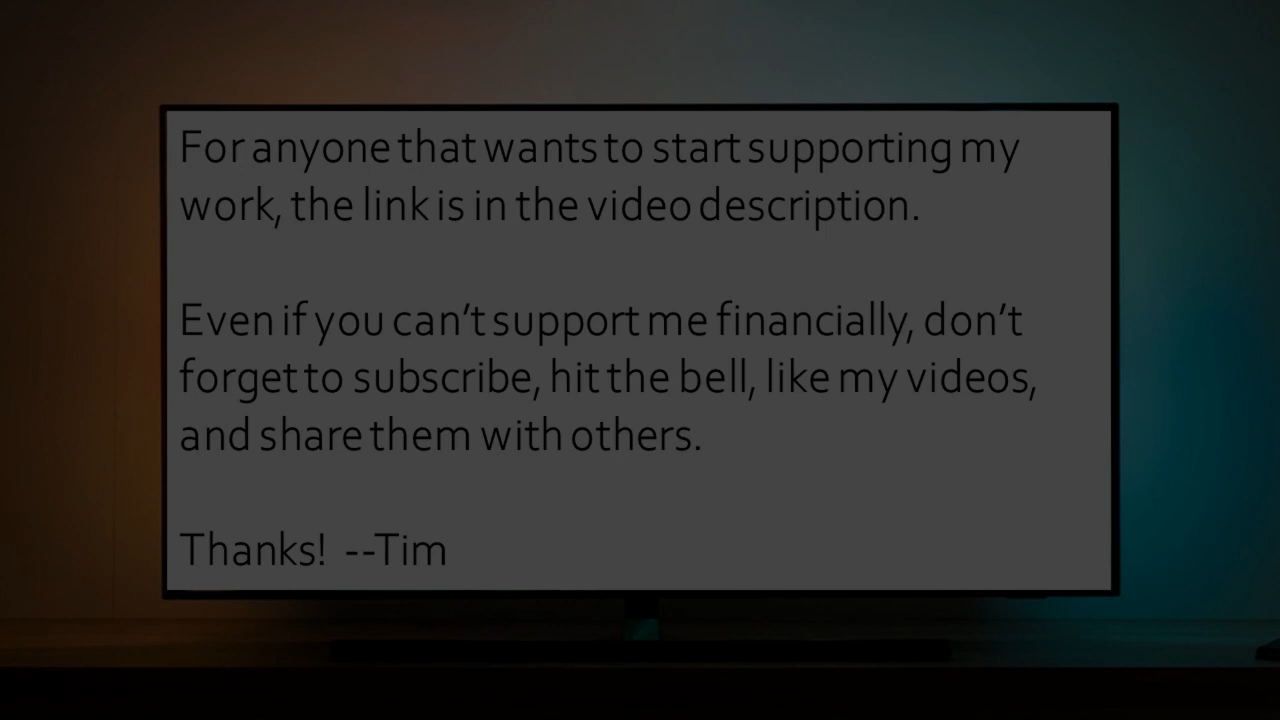 For anyone that wants to start supporting my
work, the link is in the video description.
Even if you can’t support me financially, don’t
forget to subscribe, hit the bell, like my videos,
and share them with others.
Thanks! --Tim